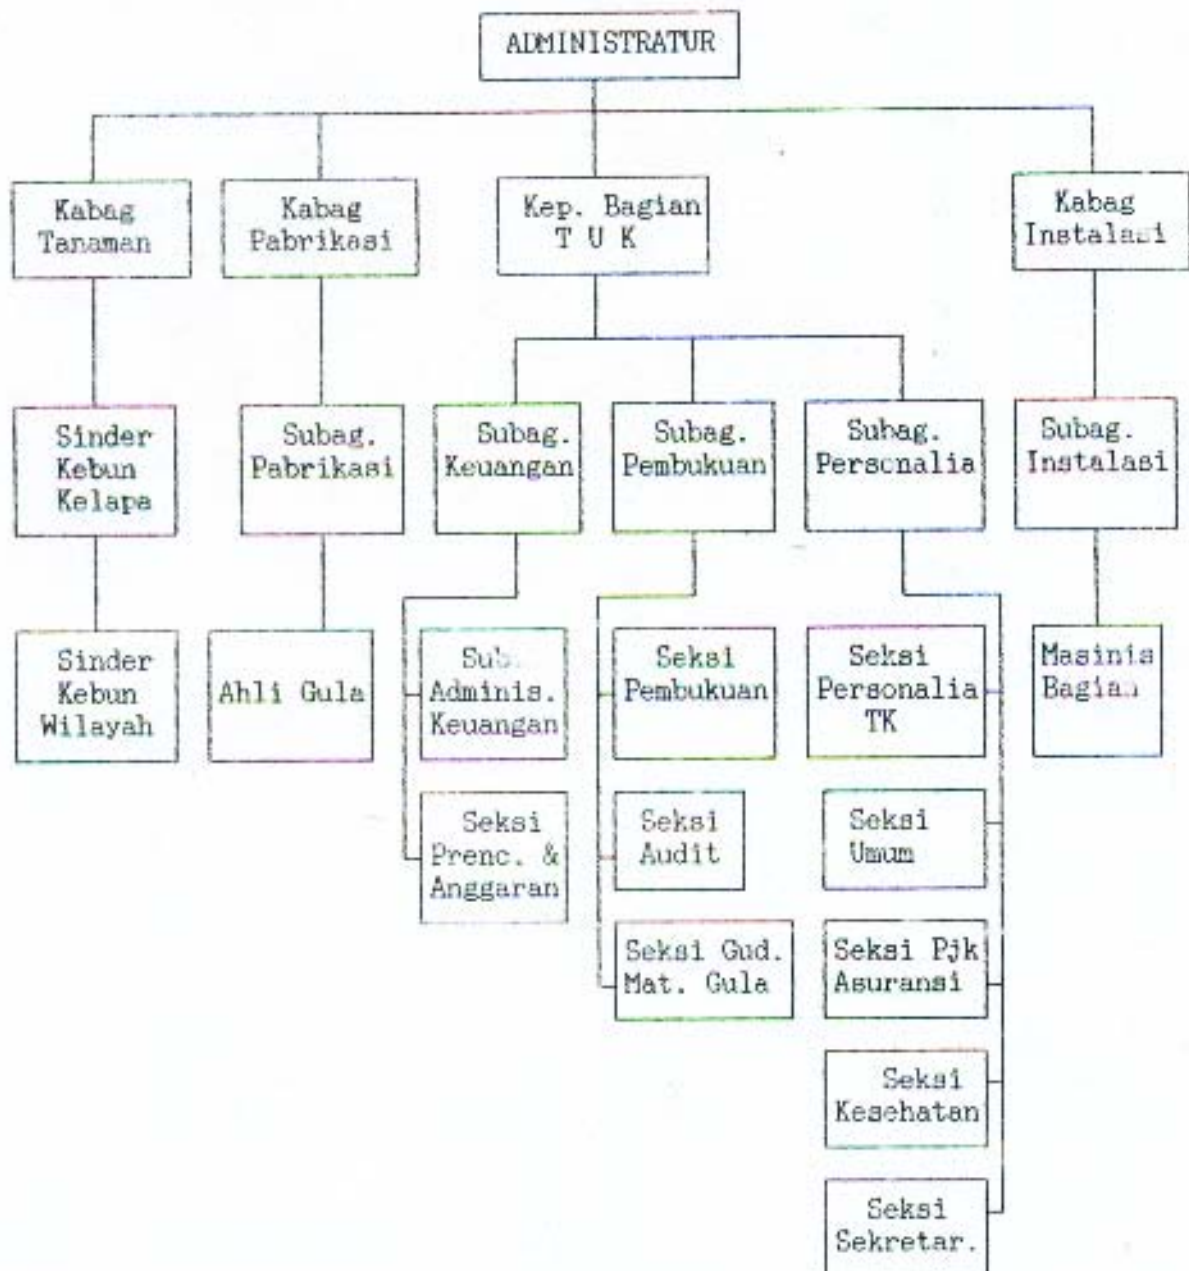 ADMINISTRATUR
Kabag
Tanaman
Kabag
Pabrikasi
Kep. Bagian
T U K
Kabag
Instalasi
Sinder
Kebun
Kelapa
Subag.
Pabrikasi
Subag.
Keuangan
Subag.
Pembukuan
Subag.
Personalia
Subag.
Instalasi
Sinder
Kebun
Wilayah
Ahli Gula
Sub.
Adminis.
Keuangan
Seksi
Pembukuan
Seksi
Personalia
TK
Masinis
Bagian
Seksi
Prenc. &
Anggaran
Seksi
Audit
Seksi
Umum
Seksi Gud.
Mat. Gula
Seksi Pjk
Asuransi
Seksi
Kesehatan
Seksi
Sekretar.